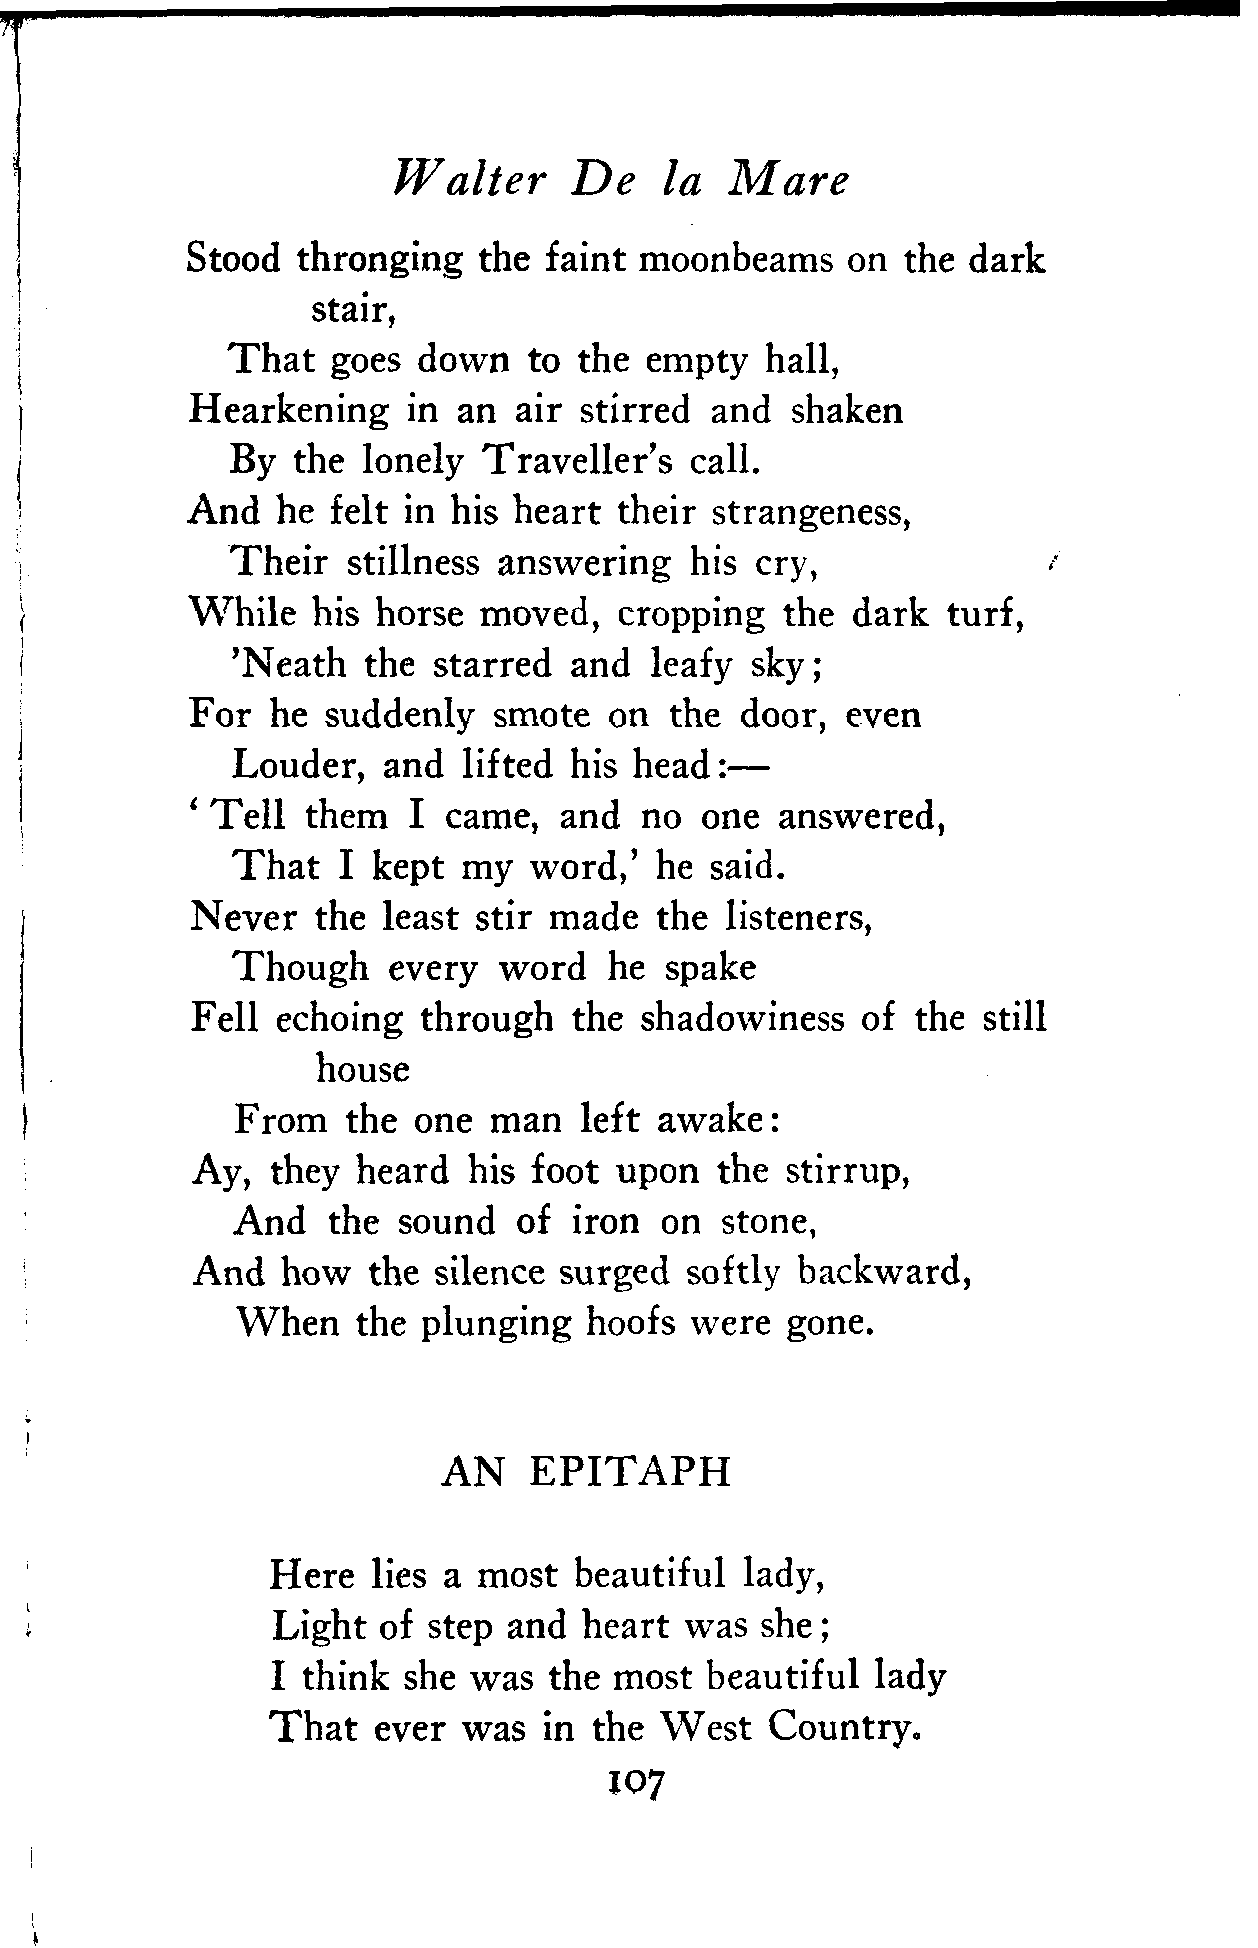 Walter De la Mare
Stood thronging the faint moonbeams on the dark
stair,
That goes down to the empty hall,
Hearkening in an air stirred and shaken
By the lonely Traveller's call.
And he felt in his heart their strangeness,
Their stillness answering his cry,
While his horse moved, cropping the dark turf,
'Neath the starred and leafy sky;
For he suddenly smote on the door, even
Louder, and lifted his head:—
‘Tell them I came, and no one answered,
That I kept my word,’ he said.
Never the least stir made the listeners,
Though every word he spake
Fell echoing through the shadowiness of the still
house
From the one man left awake:
Ay, they heard his foot upon the stirrup,
And the sound of iron on stone,
And how the silence surged softly backward,
When the plunging hoofs were gone.
AN EPITAPH
Here lies a most beautiful lady,
Light of step and heart was she;
I think she was the most beautiful lady
That ever was in the West Country.
107